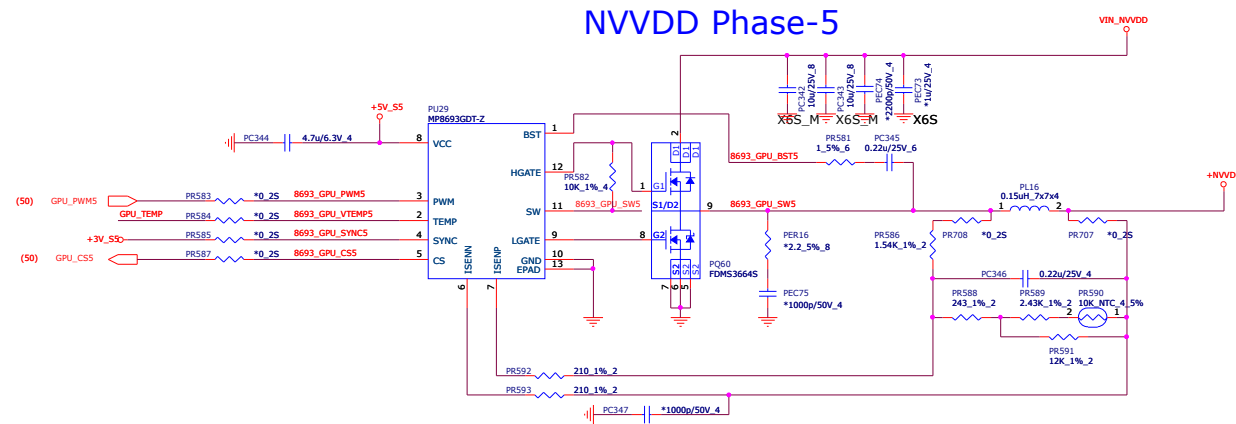 NVVDD Phase-5
VIN_NVVDD
PC342
10u/25V_8
PC343
10u/25V_8
PEC74
*2200p/50V_4
PEC73
*1u/25V_4
X6S_M
X6S_M
X6S
+5V_S5
PU29
MP8693GDT-Z
PC344
4.7u/6.3V_4
8
VCC
BST
1
HGATE
12
PR582
10K_1%_4
2
D1
D1
D1
8693_GPU_BST5
PR581
1_5%_6
PC345
0.22u/25V_6
(50)
GPU_PWM5
PR583
*0_2S
8693_GPU_PWM5
3
PWM
1
G1
GPU_TEMP
PR584
*0_2S
8693_GPU_VTEMP5
2
TEMP
SW
11
8693_GPU_SW5
S1/D2
9
8693_GPU_SW5
+3V_S5
PR585
*0_2S
8693_GPU_SYNC5
4
SYNC
LGATE
9
8
G2
(50)
GPU_CS5
PR587
*0_2S
8693_GPU_CS5
5
CS
GND
10
EPAD
13
ISENN
ISENP
6
7
S2
S2
S2
7
6
5
PQ60
FDMS3664S
PER16
*2.2_5%_8
PEC75
*1000p/50V_4
+NVVD
PL16
0.15uH_7x7x4
1
2
PR708
*0_2S
PR707
*0_2S
PR586
1.54K_1%_2
PC346
0.22u/25V_4
PR588
243_1%_2
PR589
2.43K_1%_2
PR590
10K_NTC_4_5%
2
1
PR591
12K_1%_2
PR592
210_1%_2
PR593
210_1%_2
PC347
*1000p/50V_4